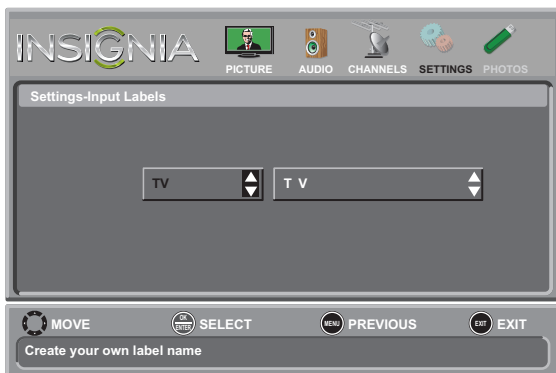 INSIGNIA
PICTURE AUDIO CHANNELS SETTINGS PHOTOS
Settings-Input Labels
TV T V
MOVE OK ENTER SELECT MENU PREVIOUS EXIT EXIT
Create your own label name